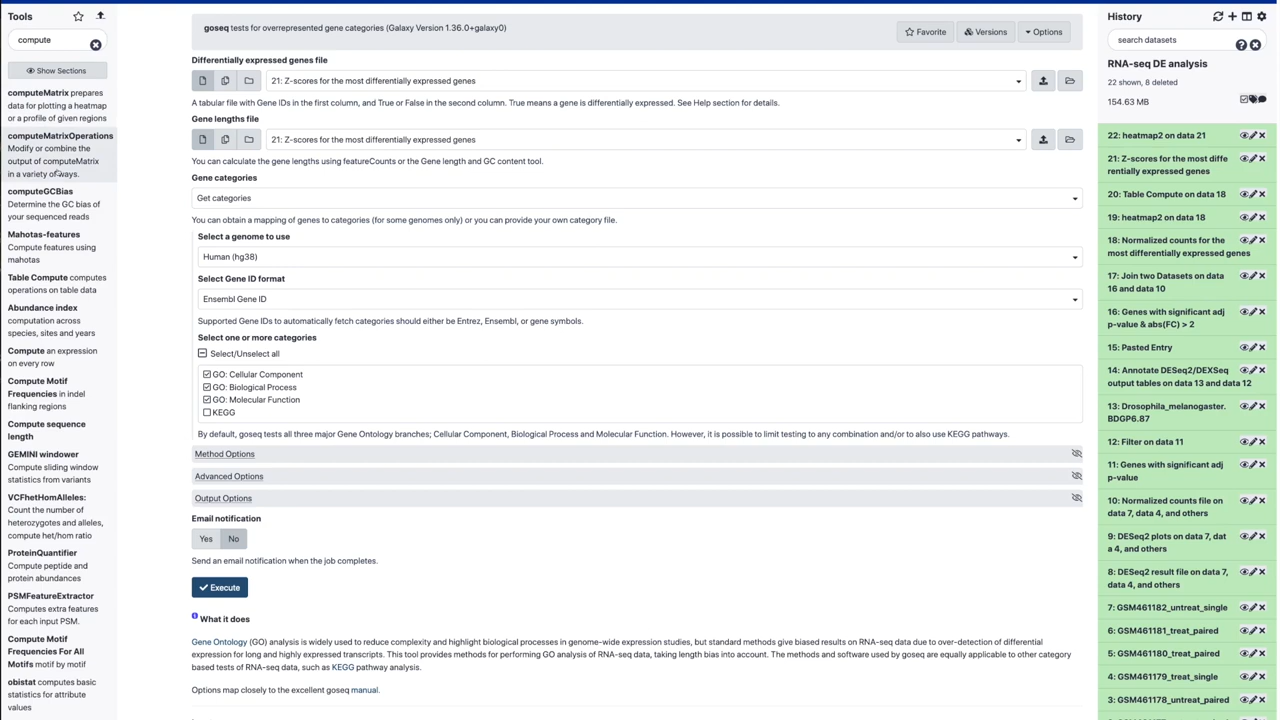 Tools
compute
Show Sections
computeMatrix prepares
data for plotting a heatmap
or a profile of given regions
computeMatrixOperations
Modify or combine the
output of computeMatrix
in a variety of ways.
computeGCBias
Determine the GC bias of
your sequenced reads
Mahotas-features
Compute features using
mahotas
Table Compute computes
operations on table data
Abundance index
computation across
species, sites and years
Compute an expression
on every row
Compute Motif
Frequencies in indel
flanking regions
Compute sequence
length
GEMINI windower
Compute sliding window
statistics from variants
VCFhetHomAlleles:
Count the number of
heterozygotes and alleles,
compute het/hom ratio
ProteinQuantifier
Compute peptide and
protein abundances
PSMFeatureExtractor
Computes extra features
for each input PSM.
Compute Motif
Frequencies For All
Motifs motif by motif
obistat computes basic
statistics for attribute
values
goseq tests for overrepresented gene categories (Galaxy Version 1.36.0+galaxy0)
Favorite
Versions
Options
Differentially expressed genes file
21: Z-scores for the most differentially expressed genes
A tabular file with Gene IDs in the first column, and True or False in the second column. True means a gene is differentially expressed. See Help section for details.
Gene lengths file
21: Z-scores for the most differentially expressed genes
You can calculate the gene lengths using featureCounts or the Gene length and GC content tool.
Gene categories
Get categories
You can obtain a mapping of genes to categories (for some genomes only) or you can provide your own category file.
Select a genome to use
Human (hg38)
Select Gene ID format
Ensembl Gene ID
Supported Gene IDs to automatically fetch categories should either be Entrez, Ensembl, or gene symbols.
Select one or more categories
Select/Unselect all
GO: Cellular Component
GO: Biological Process
GO: Molecular Function
KEGG
By default, goseq tests all three major Gene Ontology branches; Cellular Component, Biological Process and Molecular Function. However, it is possible to limit testing to any combination and/or to also use KEGG pathways.
Method Options
Advanced Options
Output Options
Email notification
Yes No
Send an email notification when the job completes.
Execute
What it does
Gene Ontology (GO) analysis is widely used to reduce complexity and highlight biological processes in genome-wide expression studies, but standard methods give biased results on RNA-seq data due to over-detection of differential
expression for long and highly expressed transcripts. This tool provides methods for performing GO analysis of RNA-seq data, taking length bias into account. The methods and software used by goseq are equally applicable to other category
based tests of RNA-seq data, such as KEGG pathway analysis.
Options map closely to the excellent goseq manual.
History
search datasets
RNA-seq DE analysis
22 shown, 8 deleted
154.63 MB
22: heatmap2 on data 21
21: Z-scores for the most diffe
rentially expressed genes
20: Table Compute on data 18
19: heatmap2 on data 18
18: Normalized counts for the
most differentially expressed genes
17: Join two Datasets on data
16 and data 10
16: Genes with significant adj
p-value & abs(FC) > 2
15: Pasted Entry
14: Annotate DESeq2/DEXSeq
output tables on data 13 and data 12
13: Drosophila_melanogaster.
BDGP6.87
12: Filter on data 11
11: Genes with significant adj
p-value
10: Normalized counts file on
data 7, data 4, and others
9: DESeq2 plots on data 7, dat
a 4, and others
8: DESeq2 result file on data 7,
data 4, and others
7: GSM461182_untreat_single
6: GSM461181_treat_paired
5: GSM461180_treat_paired
4: GSM461179_treat_single
3: GSM461178_untreat_paired